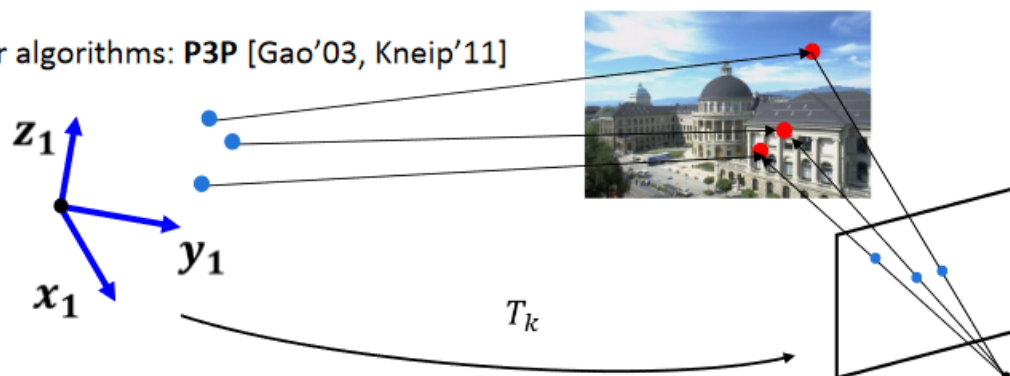 algorithms: P3P [Gao’03, Kneip’11]
z₁
y₁
x₁
Tₖ